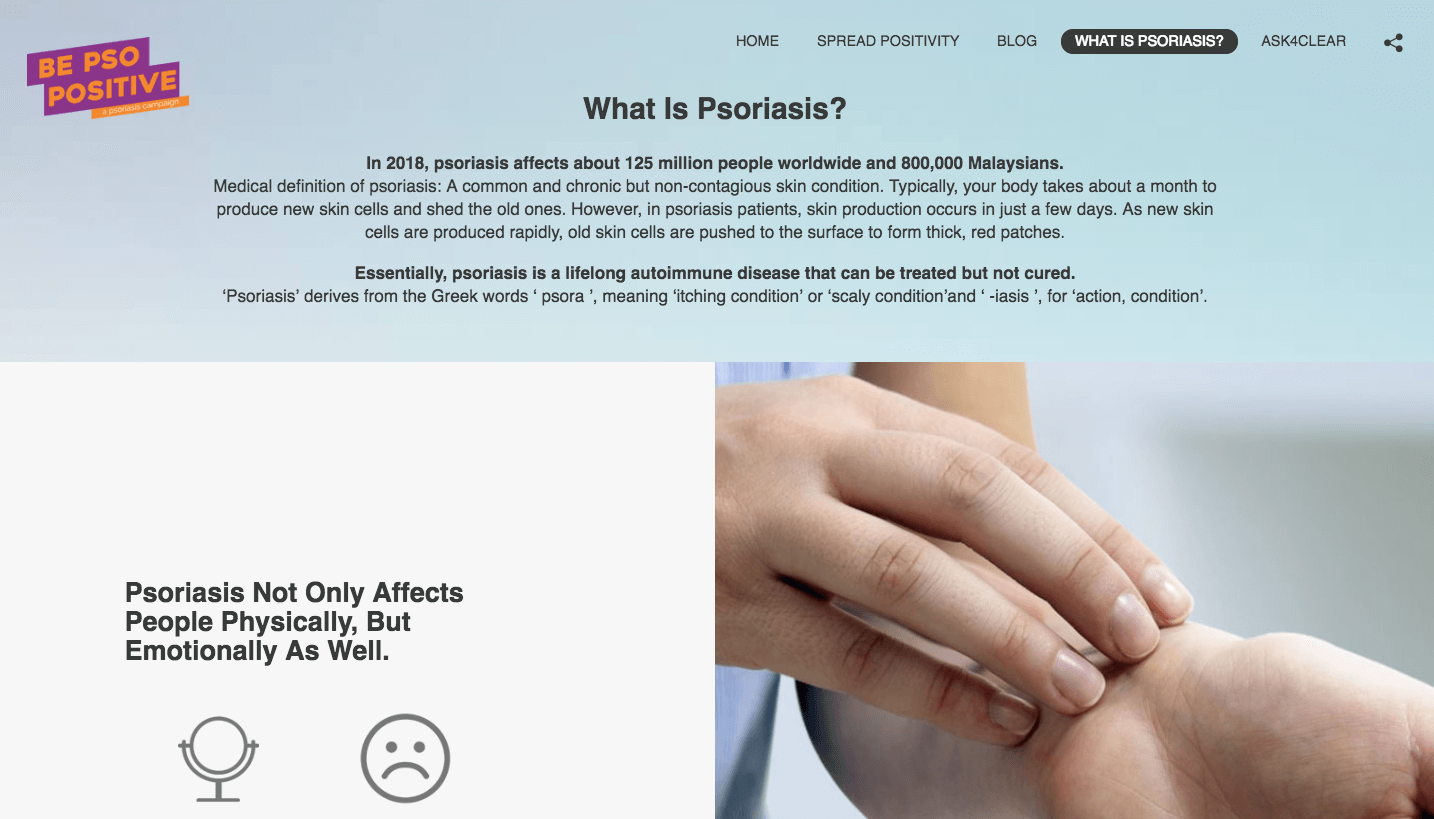 BE PSO
POSITIVE
a psoriasis campaign
HOME SPREAD POSITIVITY BLOG WHAT IS PSORIASIS? ASK4CLEAR
What Is Psoriasis?
In 2018, psoriasis affects about 125 million people worldwide and 800,000 Malaysians.
Medical definition of psoriasis: A common and chronic but non-contagious skin condition. Typically, your body takes about a month to
produce new skin cells and shed the old ones. However, in psoriasis patients, skin production occurs in just a few days. As new skin
cells are produced rapidly, old skin cells are pushed to the surface to form thick, red patches.
Essentially, psoriasis is a lifelong autoimmune disease that can be treated but not cured.
‘Psoriasis’ derives from the Greek words ‘ psora ’, meaning ‘itching condition’ or ‘scaly condition’and ‘ -iasis ’, for ‘action, condition’.
Psoriasis Not Only Affects
People Physically, But
Emotionally As Well.